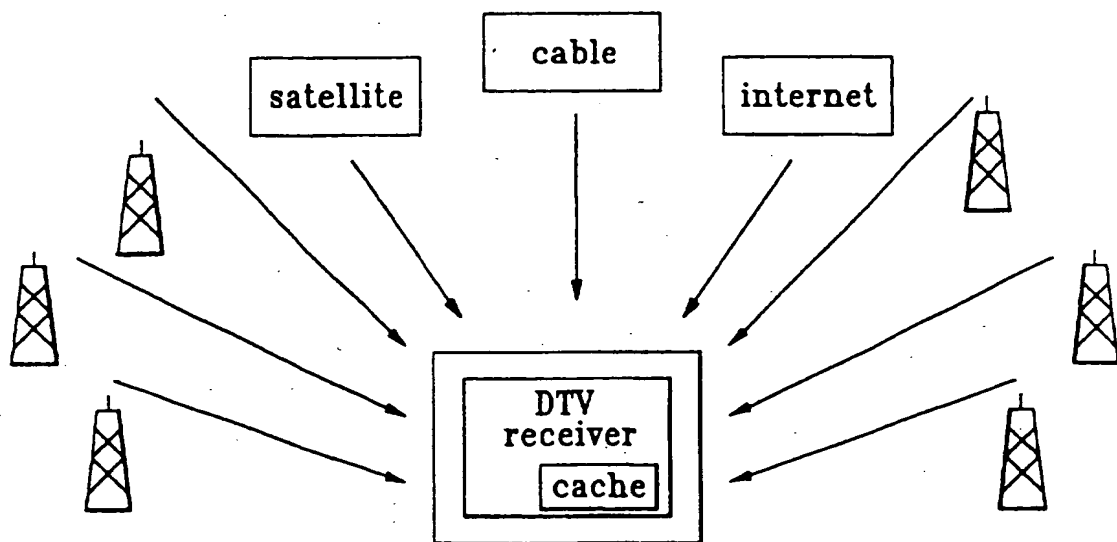 cable
satellite
internet
DTV
receiver
cache